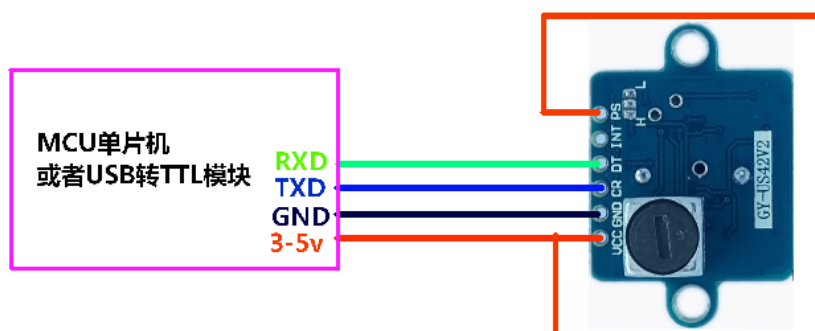 MCU单片机
或者USB转TTL模块
RXD
TXD
GND
3-5v
L
H
PS
INT
DT
CR
GND
VCC
GY-US42V2